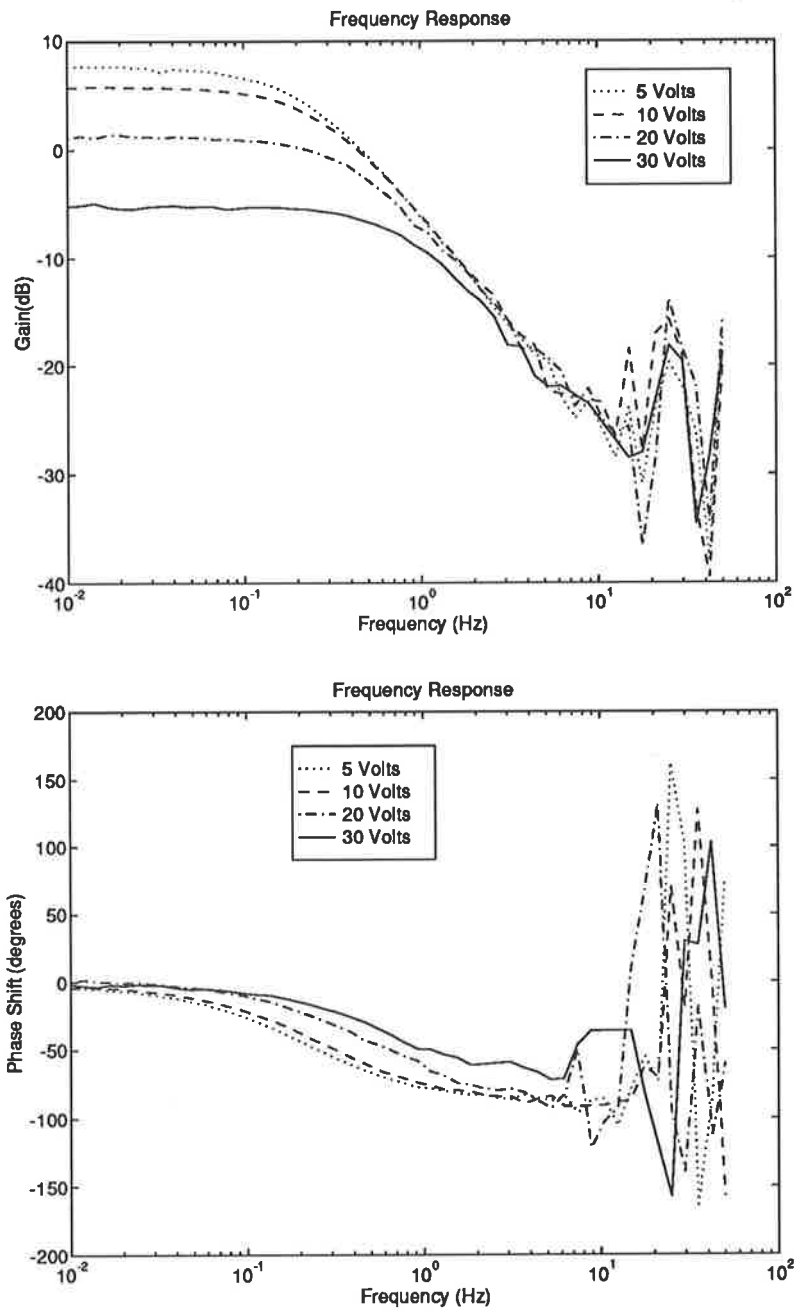 Frequency Response
10
0
-10
-20
-30
-40
Gain(dB)
5 Volts
10 Volts
20 Volts
30 Volts
10^-2
10^-1
10^0
10^1
10^2
Frequency (Hz)
Frequency Response
200
150
100
50
0
-50
-100
-150
-200
Phase Shift (degrees)
5 Volts
10 Volts
20 Volts
30 Volts
10^-2
10^-1
10^0
10^1
10^2
Frequency (Hz)